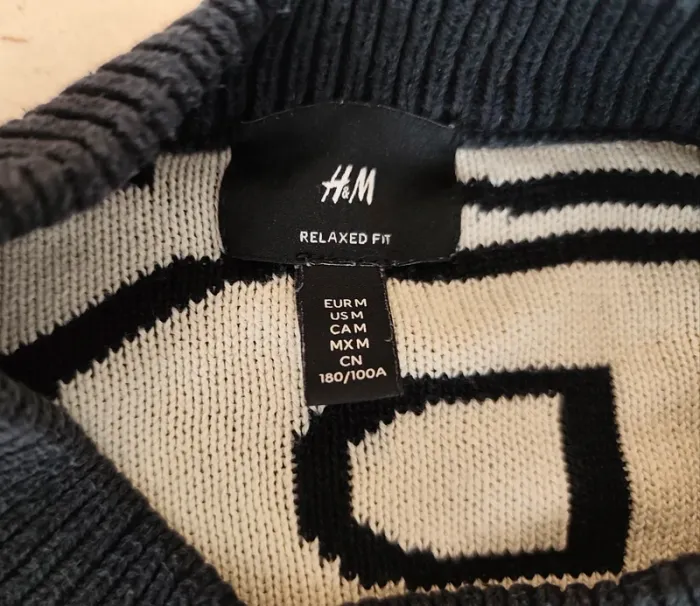 H&M
RELAXED FIT
EUR M
US M
CA M
MX M
CN
180/100A